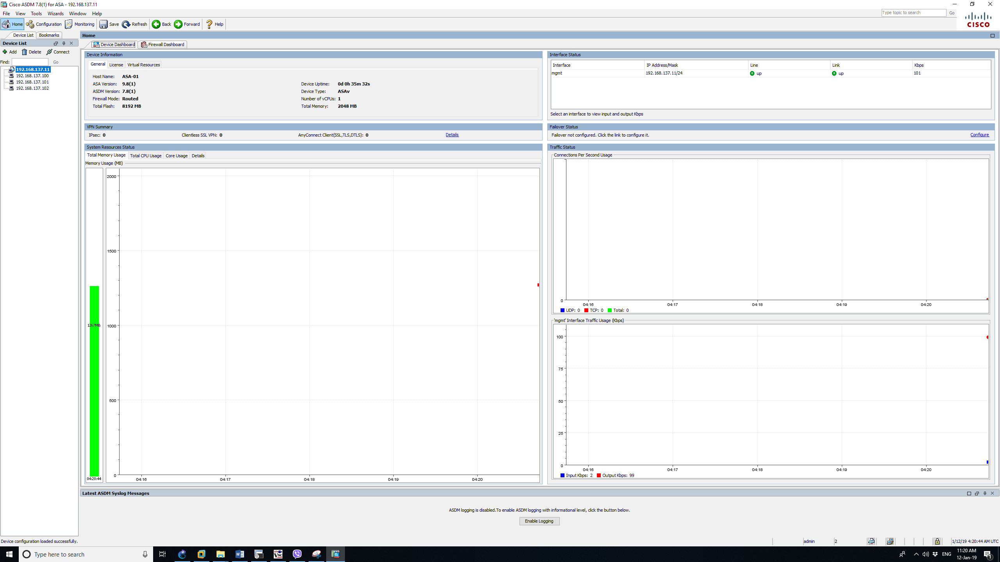 Cisco ASDM 7.8(1) for ASA - 192.168.137.11
File View Tools Wizards Window Help
Type topic to search Go
Home Configuration Monitoring Save Refresh Back Forward Help
CISCO
Device List Bookmarks
Device List
Add Delete Connect
Find: Go
192.168.137.11
192.168.137.100
192.168.137.101
192.168.137.102
Home
Device Dashboard Firewall Dashboard
Device Information
General License Virtual Resources
Host Name: ASA-01
ASA Version: 9.8(1) Device Uptime: 0d 0h 35m 32s
ASDM Version: 7.8(1) Device Type: ASAv
Firewall Mode: Routed Number of vCPUs: 1
Total Flash: 8192 MB Total Memory: 2048 MB
Interface Status
Interface IP Address/Mask Line Link Kbps
mgmt 192.168.137.11/24 up up 101
Select an interface to view input and output Kbps
VPN Summary
IPsec: 0 Clientless SSL VPN: 0 AnyConnect Client(SSL,TLS,DTLS): 0 Details
Failover Status
Failover not configured. Click the link to configure it. Configure
System Resources Status
Total Memory Usage Total CPU Usage Core Usage Details
Memory Usage (MB)
2000
1500
1000
500
0
1267MB
04:20:44
04:16 04:17 04:18 04:19 04:20
Traffic Status
Connections Per Second Usage
0
04:16 04:17 04:18 04:19 04:20
UDP: 0 TCP: 0 Total: 0
'mgmt' Interface Traffic Usage (Kbps)
100
75
50
25
0
04:16 04:17 04:18 04:19 04:20
Input Kbps: 2 Output Kbps: 99
Latest ASDM Syslog Messages
ASDM logging is disabled.To enable ASDM logging with informational level, click the button below.
Enable Logging
Device configuration loaded successfully. admin 2 1/12/19 4:20:44 AM UTC
Type here to search
VNC
ENG
11:20 AM
12-Jan-19
1